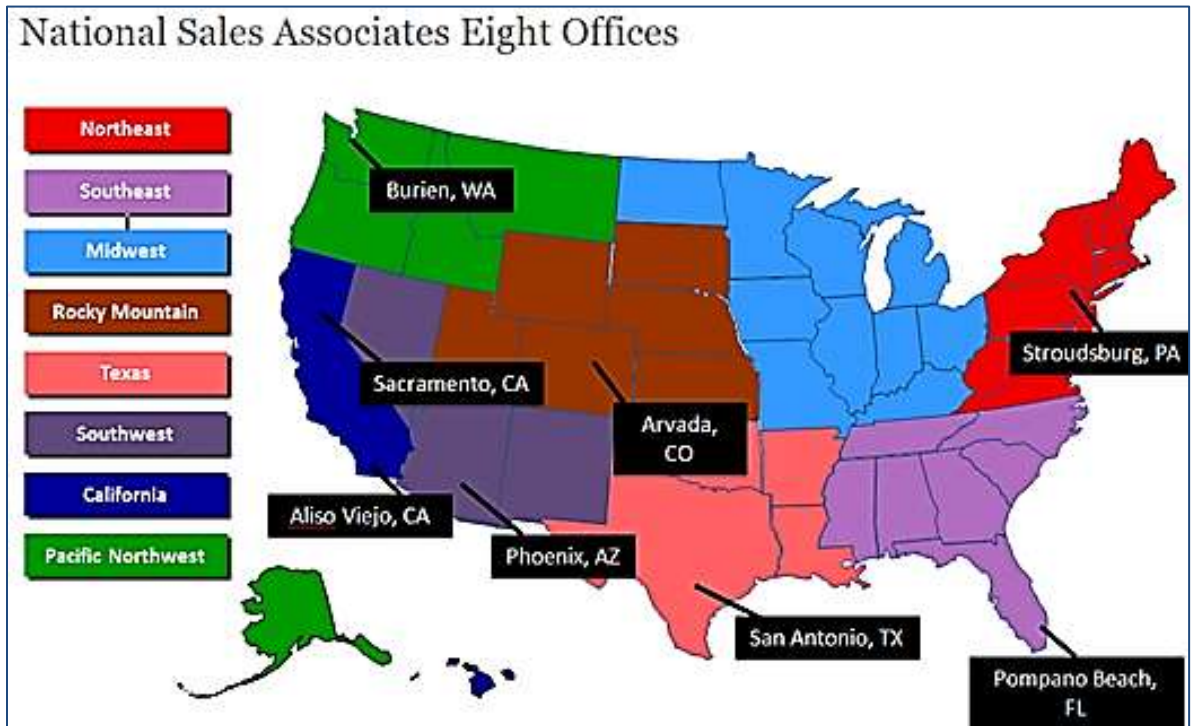 National Sales Associates Eight Offices
Northeast
Southeast
Midwest
Rocky Mountain
Texas
Southwest
California
Pacific Northwest
Burien, WA
Stroudsburg, PA
Sacramento, CA
Arvada,
CO
Aliso Viejo, CA
Phoenix, AZ
San Antonio, TX
Pompano Beach,
FL